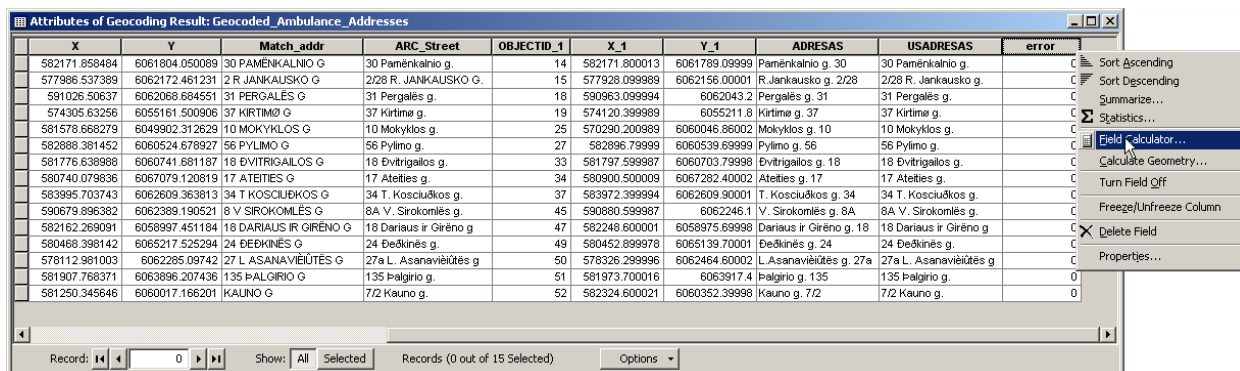 Attributes of Geocoding Result: Geocoded_Ambulance_Addresses
X Y Match_addr ARC_Street OBJECTID_1 X_1 Y_1 ADRESAS USADRESAS error
582171.858484 6061804.050089 30 PAMËNKALNIO G 30 Pamënkalnio g. 14 582171.800013 6061789.09999 Pamënkalnio g. 30 30 Pamënkalnio g. 0
577986.537389 6062172.461231 2 R JANKAUSKO G 2/28 R. JANKAUSKO G. 15 577928.099989 6062156.00001 R.Jankausko g. 2/28 2/28 R. Jankausko g. 0
591026.50637 6062068.684551 31 PERGALËS G 31 Pergalës g. 18 590963.099994 6062043.2 Pergalës g. 31 31 Pergalës g. 0
574305.63256 6055161.500906 37 KIRTIMØ G 37 Kirtimø g. 19 574120.399989 6055211.8 Kirtimø g. 37 37 Kirtimø g. 0
581578.668279 6049902.312629 10 MOKYKLOS G 10 Mokyklos g. 25 570290.200989 6060046.86002 Mokyklos g. 10 10 Mokyklos g. 0
582888.381452 6060524.678927 56 PYLIMO G 56 Pylimo g. 27 582896.79999 6060539.69999 Pylimo g. 56 56 Pylimo g. 0
581776.638988 6060741.681187 18 ÐVITRIGAILOS G 18 Ðvitrigailos g. 33 581797.599987 6060703.79998 Ðvitrigailos g. 18 18 Ðvitrigailos g. 0
580740.079836 6067079.120819 17 ATEITIES G 17 Ateities g. 34 580900.500009 6067282.40002 Ateities g. 17 17 Ateities g. 0
583995.703743 6062609.363813 34 T KOSCIUÐKOS G 34 T. Kosciuðkos g. 37 583972.399994 6062609.90001 T. Kosciuðkos g. 34 34 T. Kosciuðkos g. 0
590679.896382 6062389.190521 8 V SIROKOMLËS G 8A V. Sirokomlës g. 45 590880.599987 6062246.1 V. Sirokomlës g. 8A 8A V. Sirokomlës g. 0
582162.269091 6058997.451184 18 DARIAUS IR GIRËNO G 18 Dariaus ir Girëno g 47 582248.600001 6058975.69998 Dariaus ir Girëno g. 18 18 Dariaus ir Girëno g 0
580468.398142 6065217.525294 24 ÐEÐKINËS G 24 Ðeðkinës g. 49 580452.899978 6065139.70001 Ðeðkinës g. 24 24 Ðeðkinës g. 0
578112.981003 6062285.09742 27 L ASANAVIÈIÛTËS G 27a L. Asanavièiûtës g 50 578326.299996 6062464.60002 L.Asanavièiûtës g. 27a 27a L. Asanavièiûtës g 0
581907.768371 6063896.207436 135 ÞALGIRIO G 135 Þalgirio g. 51 581973.700016 6063917.4 Þalgirio g. 135 135 Þalgirio g. 0
581250.345646 6060017.166201 KAUNO G 7/2 Kauno g. 52 582324.600021 6060352.39998 Kauno g. 7/2 7/2 Kauno g. 0
Sort Ascending
Sort Descending
Summarize...
Σ Statistics...
Field Calculator...
Calculate Geometry...
Turn Field Off
Freeze/Unfreeze Column
Delete Field
Properties...
Record: 0 Show: All Selected Records (0 out of 15 Selected) Options